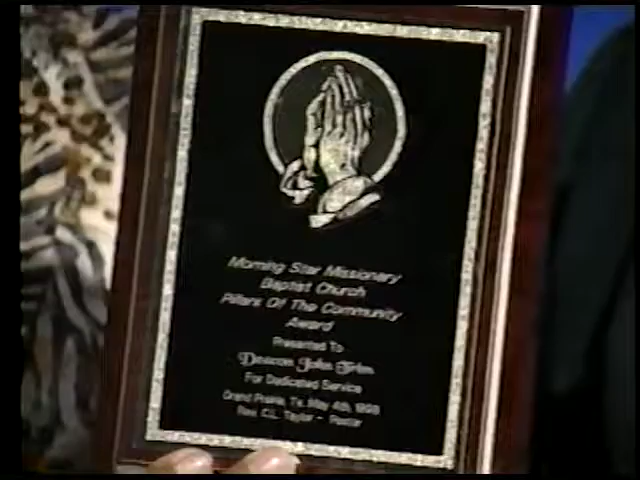 Morning Star Missionary
Baptist Church
Pillars Of The Community
Award
Presented To
Deacon John
For Dedicated Service
Grand Prairie, Tx. May 4th,
Rev. C.L. Taylor - Pastor